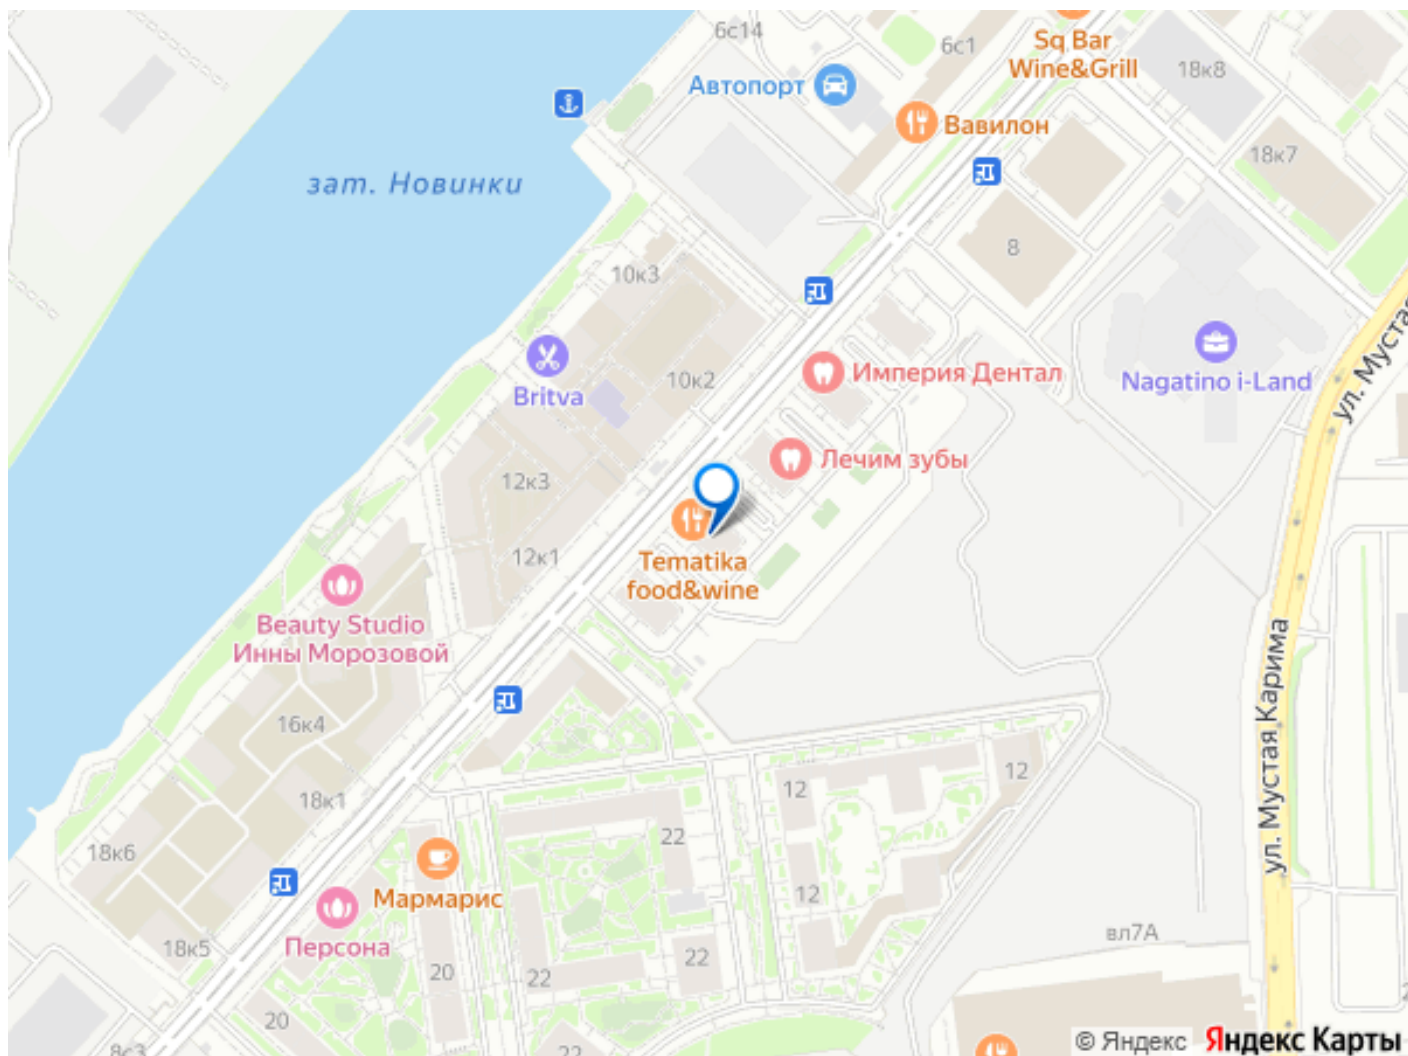 6с14
6с1
Sq Bar
Wine&Grill
18к8
Автопорт
Вавилон
18к7
зат. Новинки
8
10к3
ул. Мустая
Britva
10к2
Империя Дентал
Nagatino i-Land
Лечим зубы
12к3
12к1
Tematika
food&wine
Beauty Studio
Инны Морозовой
ул. Мустая Карима
16к4
18к1
12
12
22
18к6
Мармарис
12
Персона
18к5
вл7А
20
22
22
20
8с3
22
© Яндекс
Яндекс Карты